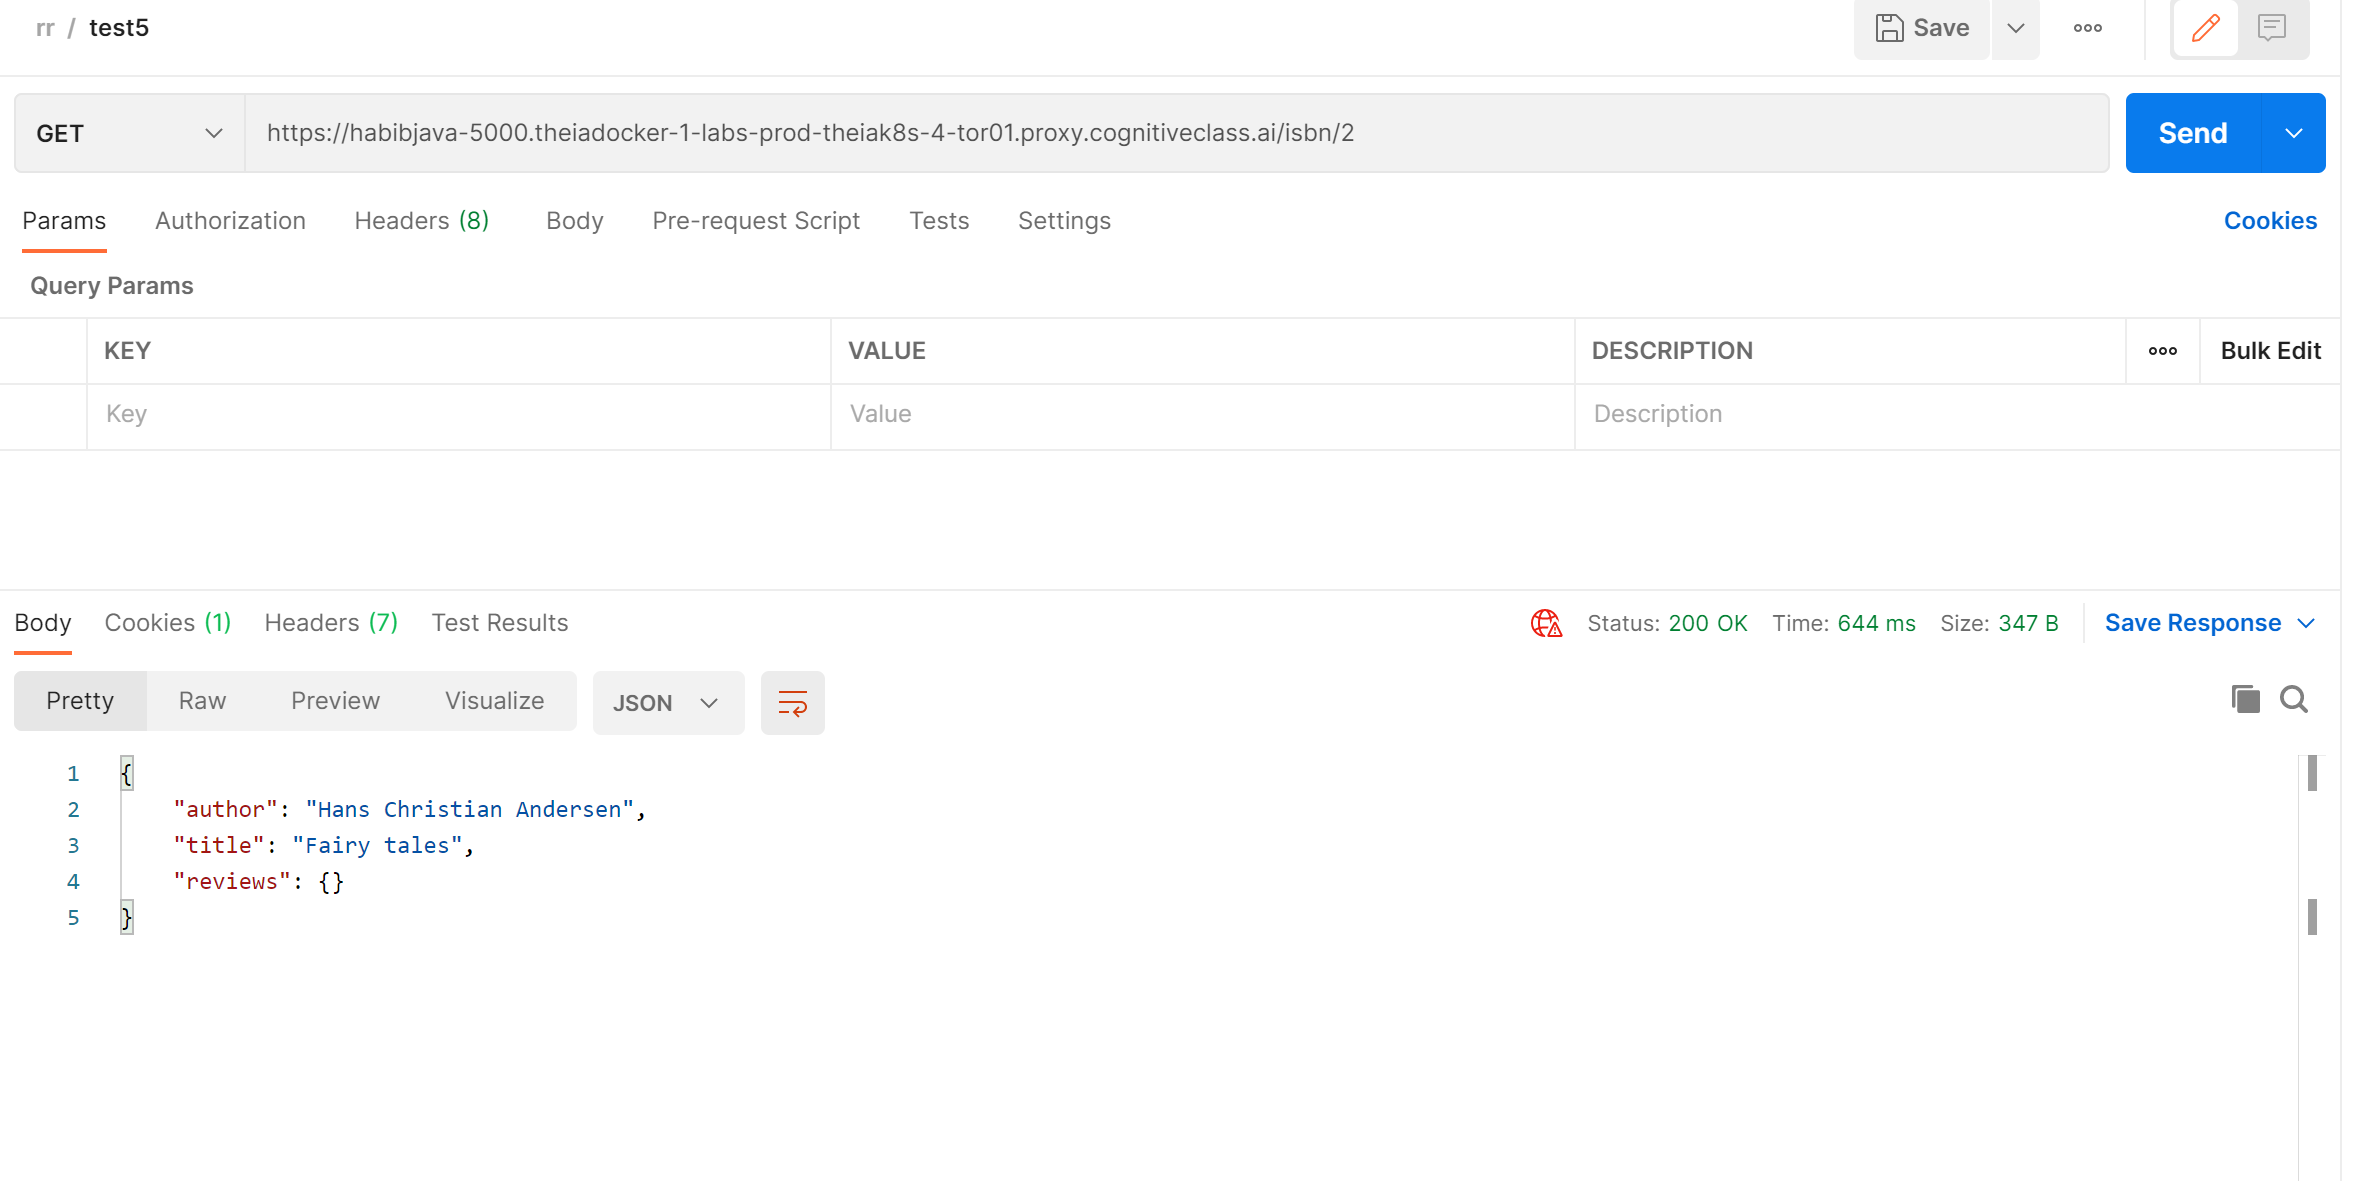 rr / test5
Save
GET
https://habibjava-5000.theiadocker-1-labs-prod-theiak8s-4-tor01.proxy.cognitiveclass.ai/isbn/2
Send
Params Authorization Headers (8) Body Pre-request Script Tests Settings Cookies
Query Params
KEY VALUE DESCRIPTION Bulk Edit
Key Value Description
Body Cookies (1) Headers (7) Test Results Status: 200 OK Time: 644 ms Size: 347 B Save Response
Pretty Raw Preview Visualize JSON
1 {
2 "author": "Hans Christian Andersen",
3 "title": "Fairy tales",
4 "reviews": {}
5 }